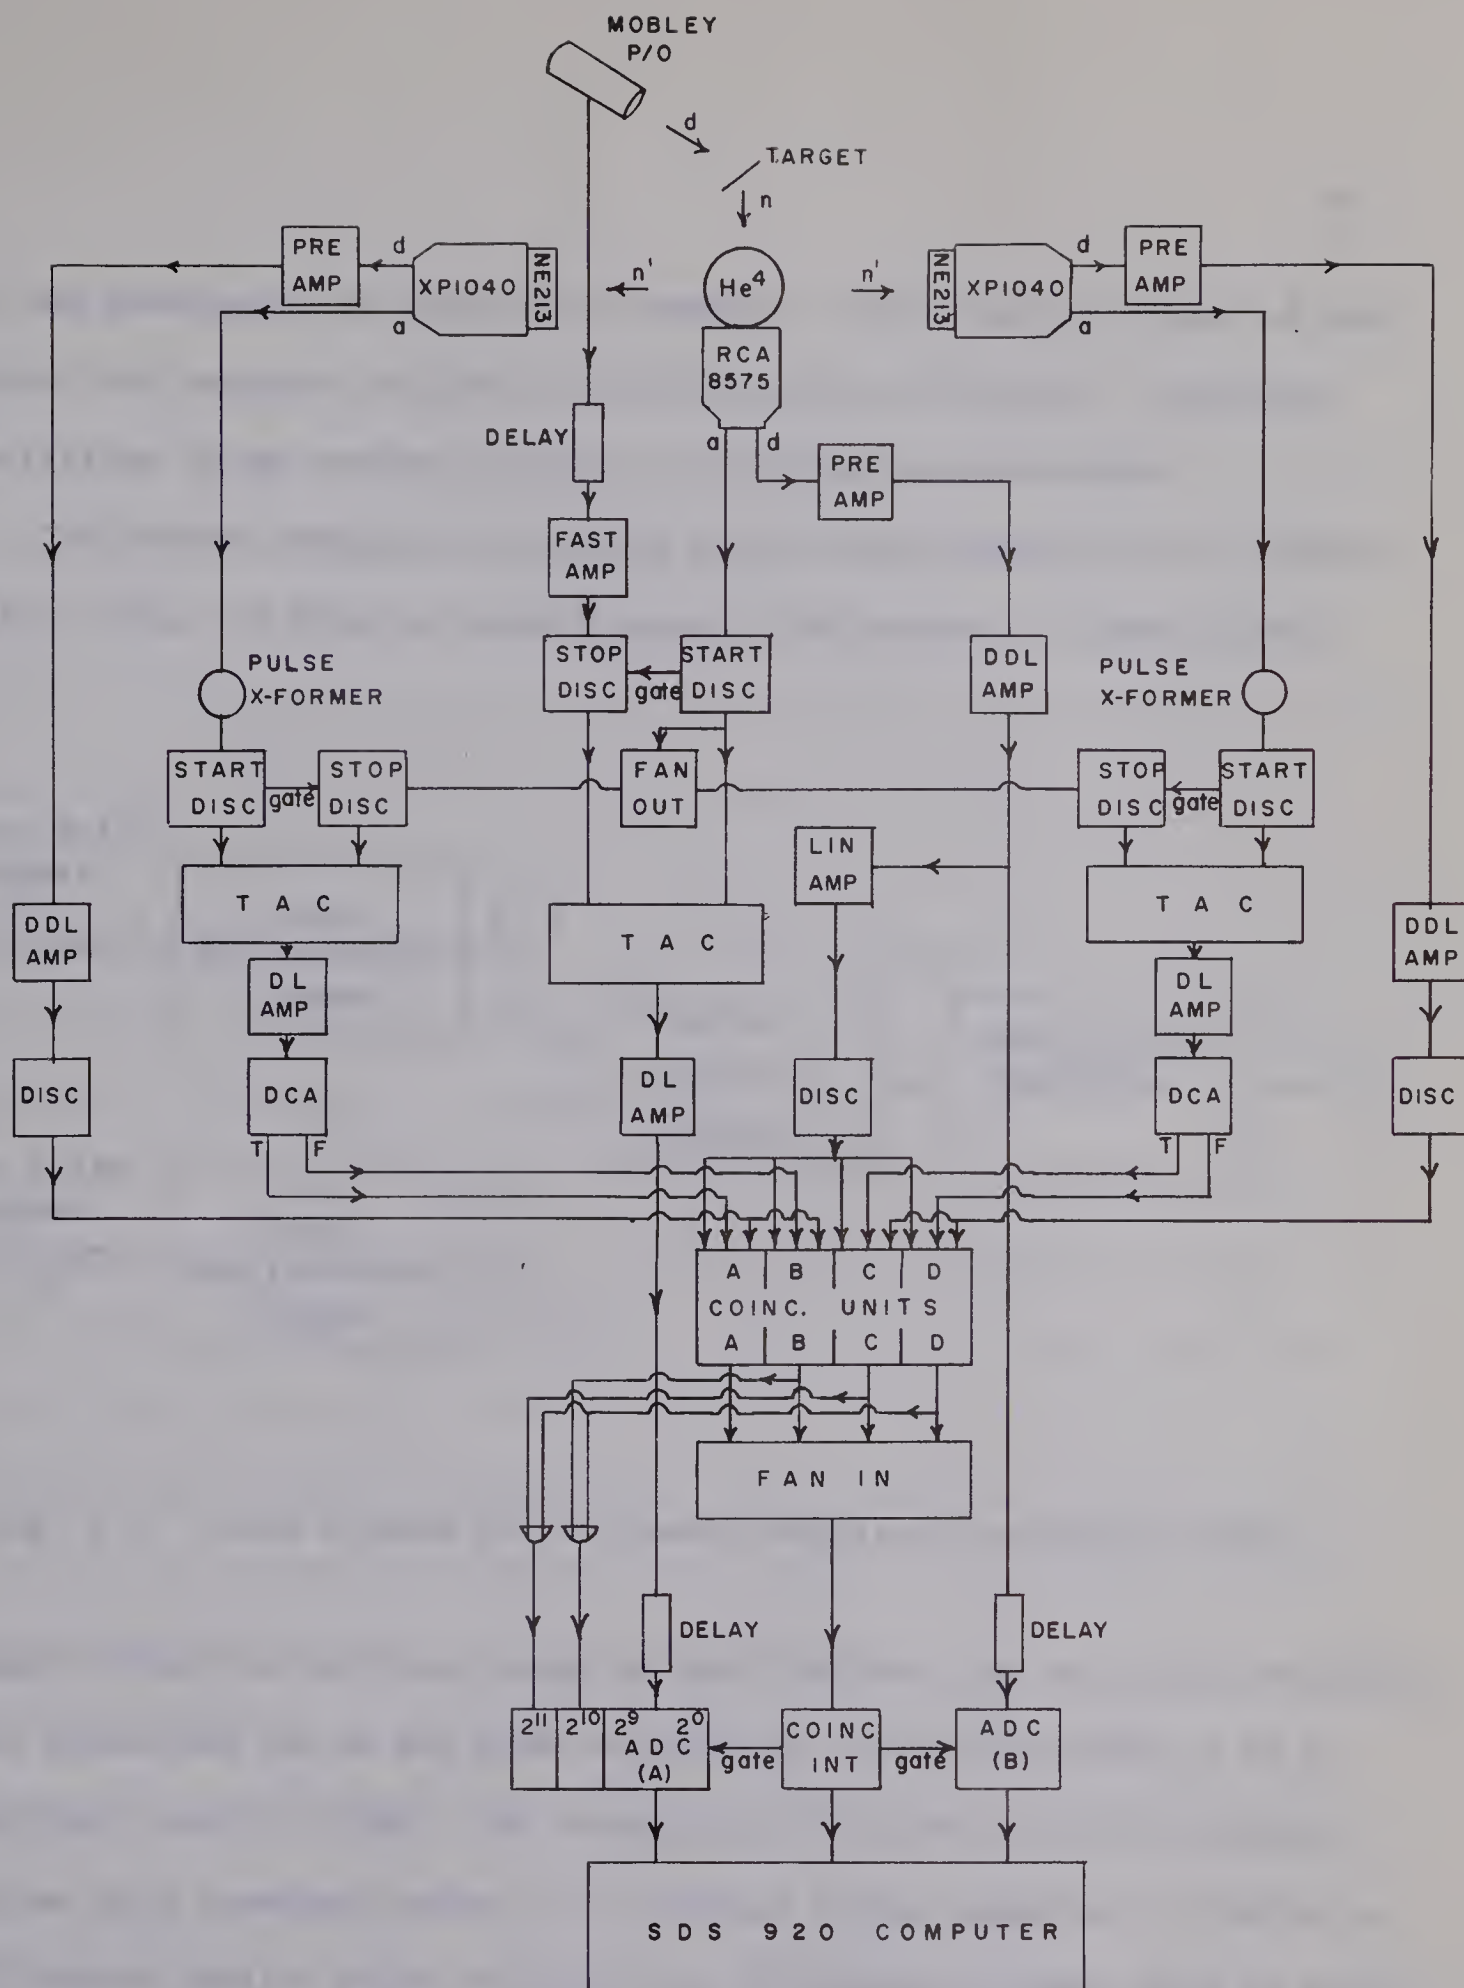 MOBLEY
P/O
d
TARGET
n
PRE
AMP
d
XP1040
NE213
a
n'
He4
n'
NE213
XP1040
d
a
PRE
AMP
RCA
8575
a
d
DELAY
PRE
AMP
FAST
AMP
STOP
DISC
gate
START
DISC
DDL
AMP
PULSE
X-FORMER
PULSE
X-FORMER
START
DISC
gate
STOP
DISC
FAN
OUT
STOP
DISC
gate
START
DISC
LIN
AMP
TAC
TAC
TAC
DDL
AMP
DDL
AMP
DL
AMP
DL
AMP
DISC
DCA
DL
AMP
DISC
DCA
DISC
T
F
T
F
A B C D
COINC. UNITS
A B C D
FAN IN
DELAY
DELAY
2^11 2^10 2^9 2^0
ADC
(A)
gate
COINC
INT
gate
ADC
(B)
SDS 920 COMPUTER